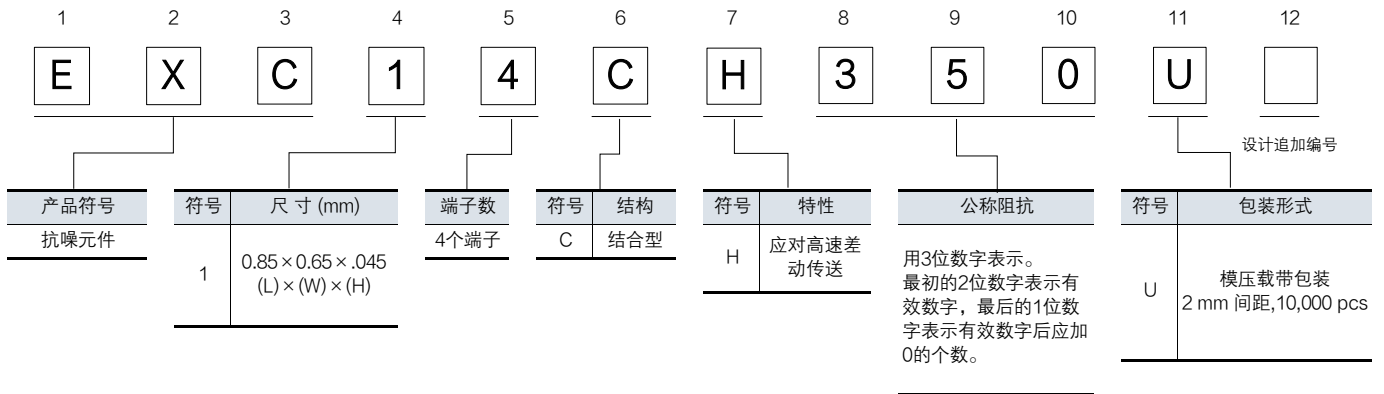 1 2 3 4 5 6 7 8 9 10 11 12
E X C 1 4 C H 3 5 0 U
设计追加编号
产品符号
抗噪元件
符号 尺 寸 (mm)
1 0.85×0.65×.045
(L)×(W)×(H)
端子数
4个端子
符号 结构
C 结合型
符号 特性
H 应对高速差
动传送
公称阻抗
用3位数字表示。
最初的2位数字表示有
效数字，最后的1位数
字表示有效数字后应加
0的个数。
符号 包装形式
U 模压载带包装
2 mm 间距,10,000 pcs